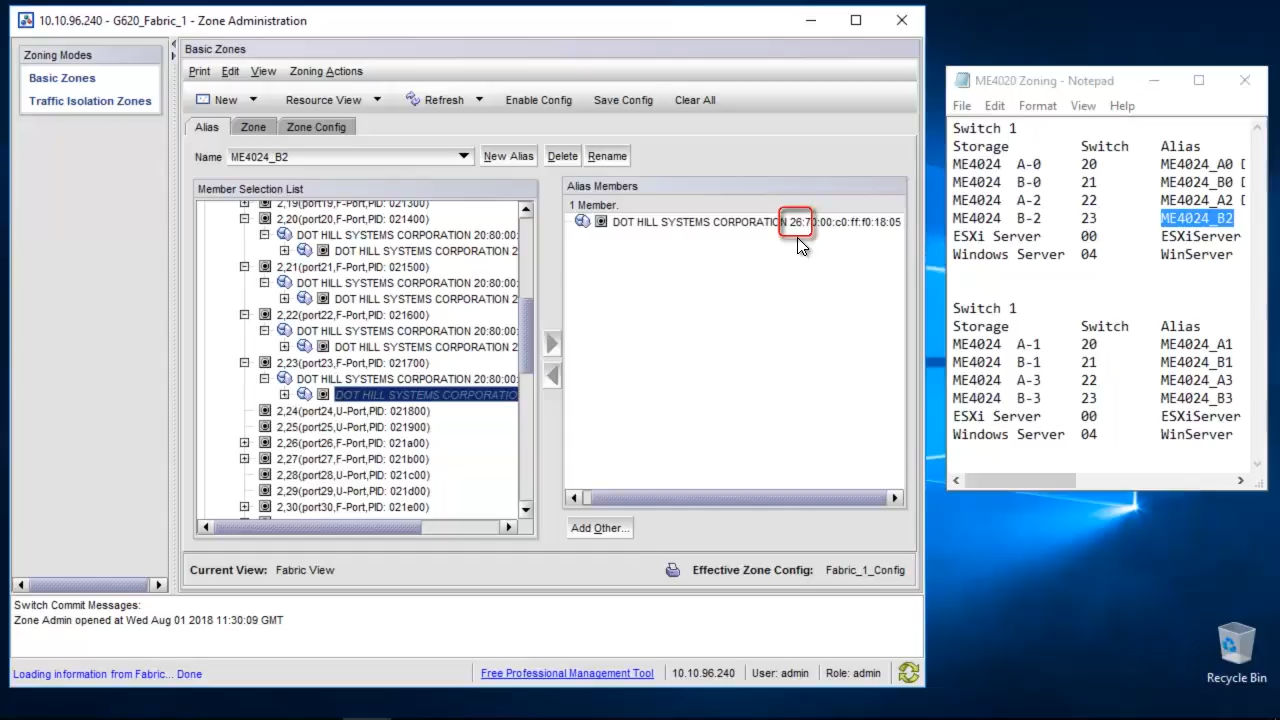 10.10.96.240 - G620_Fabric_1 - Zone Administration
Zoning Modes
Basic Zones
Traffic Isolation Zones
Basic Zones
Print Edit View Zoning Actions
New Resource View Refresh Enable Config Save Config Clear All
Alias Zone Zone Config
Name ME4024_B2 New Alias Delete Rename
Member Selection List
2,19(port19,F-Port,PID: 021300)
2,20(port20,F-Port,PID: 021400)
DOT HILL SYSTEMS CORPORATION 20:80:00:
DOT HILL SYSTEMS CORPORATION 2
2,21(port21,F-Port,PID: 021500)
DOT HILL SYSTEMS CORPORATION 20:80:00:
DOT HILL SYSTEMS CORPORATION 2
2,22(port22,F-Port,PID: 021600)
DOT HILL SYSTEMS CORPORATION 20:80:00:
DOT HILL SYSTEMS CORPORATION 2
2,23(port23,F-Port,PID: 021700)
DOT HILL SYSTEMS CORPORATION 20:80:00:
DOT HILL SYSTEMS CORPORATIO
2,24(port24,U-Port,PID: 021800)
2,25(port25,U-Port,PID: 021900)
2,26(port26,F-Port,PID: 021a00)
2,27(port27,F-Port,PID: 021b00)
2,28(port28,U-Port,PID: 021c00)
2,29(port29,U-Port,PID: 021d00)
2,30(port30,F-Port,PID: 021e00)
Alias Members
1 Member.
DOT HILL SYSTEMS CORPORATION 26:70:00:c0:ff:f0:18:05
Add Other...
Current View: Fabric View
Effective Zone Config: Fabric_1_Config
Switch Commit Messages:
Zone Admin opened at Wed Aug 01 2018 11:30:09 GMT
Loading information from Fabric... Done
Free Professional Management Tool 10.10.96.240 User: admin Role: admin
ME4020 Zoning - Notepad
File Edit Format View Help
Switch 1
Storage Switch Alias
ME4024 A-0 20 ME4024_A0 D
ME4024 B-0 21 ME4024_B0 D
ME4024 A-2 22 ME4024_A2 D
ME4024 B-2 23 ME4024_B2
ESXi Server 00 ESXiServer
Windows Server 04 WinServer
Switch 1
Storage Switch Alias
ME4024 A-1 20 ME4024_A1
ME4024 B-1 21 ME4024_B1
ME4024 A-3 22 ME4024_A3
ME4024 B-3 23 ME4024_B3
ESXi Server 00 ESXiServer
Windows Server 04 WinServer
Recycle Bin